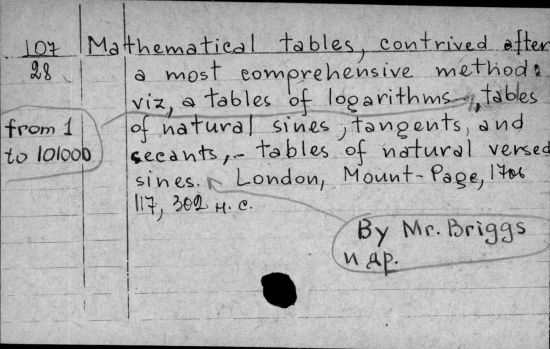 107 Mathematical tables, contrived after
28 a most comprehensive method:
viz, a tables of logarithms, tables
from 1 of natural sines, tangents, and
to 101000 secants, - tables of natural versed
sines. London, Mount-Page, 1706
117, 302 н. с.
By Mr. Briggs
и др.